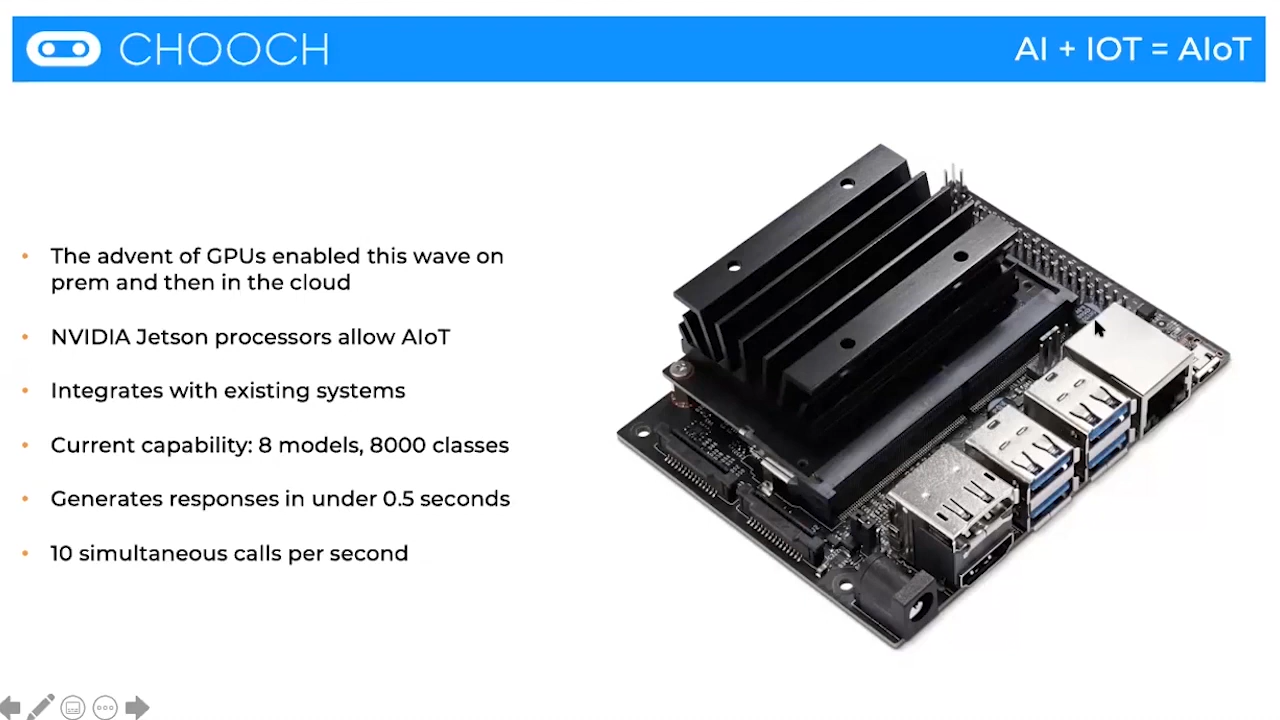 CHOOCH
AI + IOT = AIoT
• The advent of GPUs enabled this wave on
prem and then in the cloud
• NVIDIA Jetson processors allow AIoT
• Integrates with existing systems
• Current capability: 8 models, 8000 classes
• Generates responses in under 0.5 seconds
• 10 simultaneous calls per second